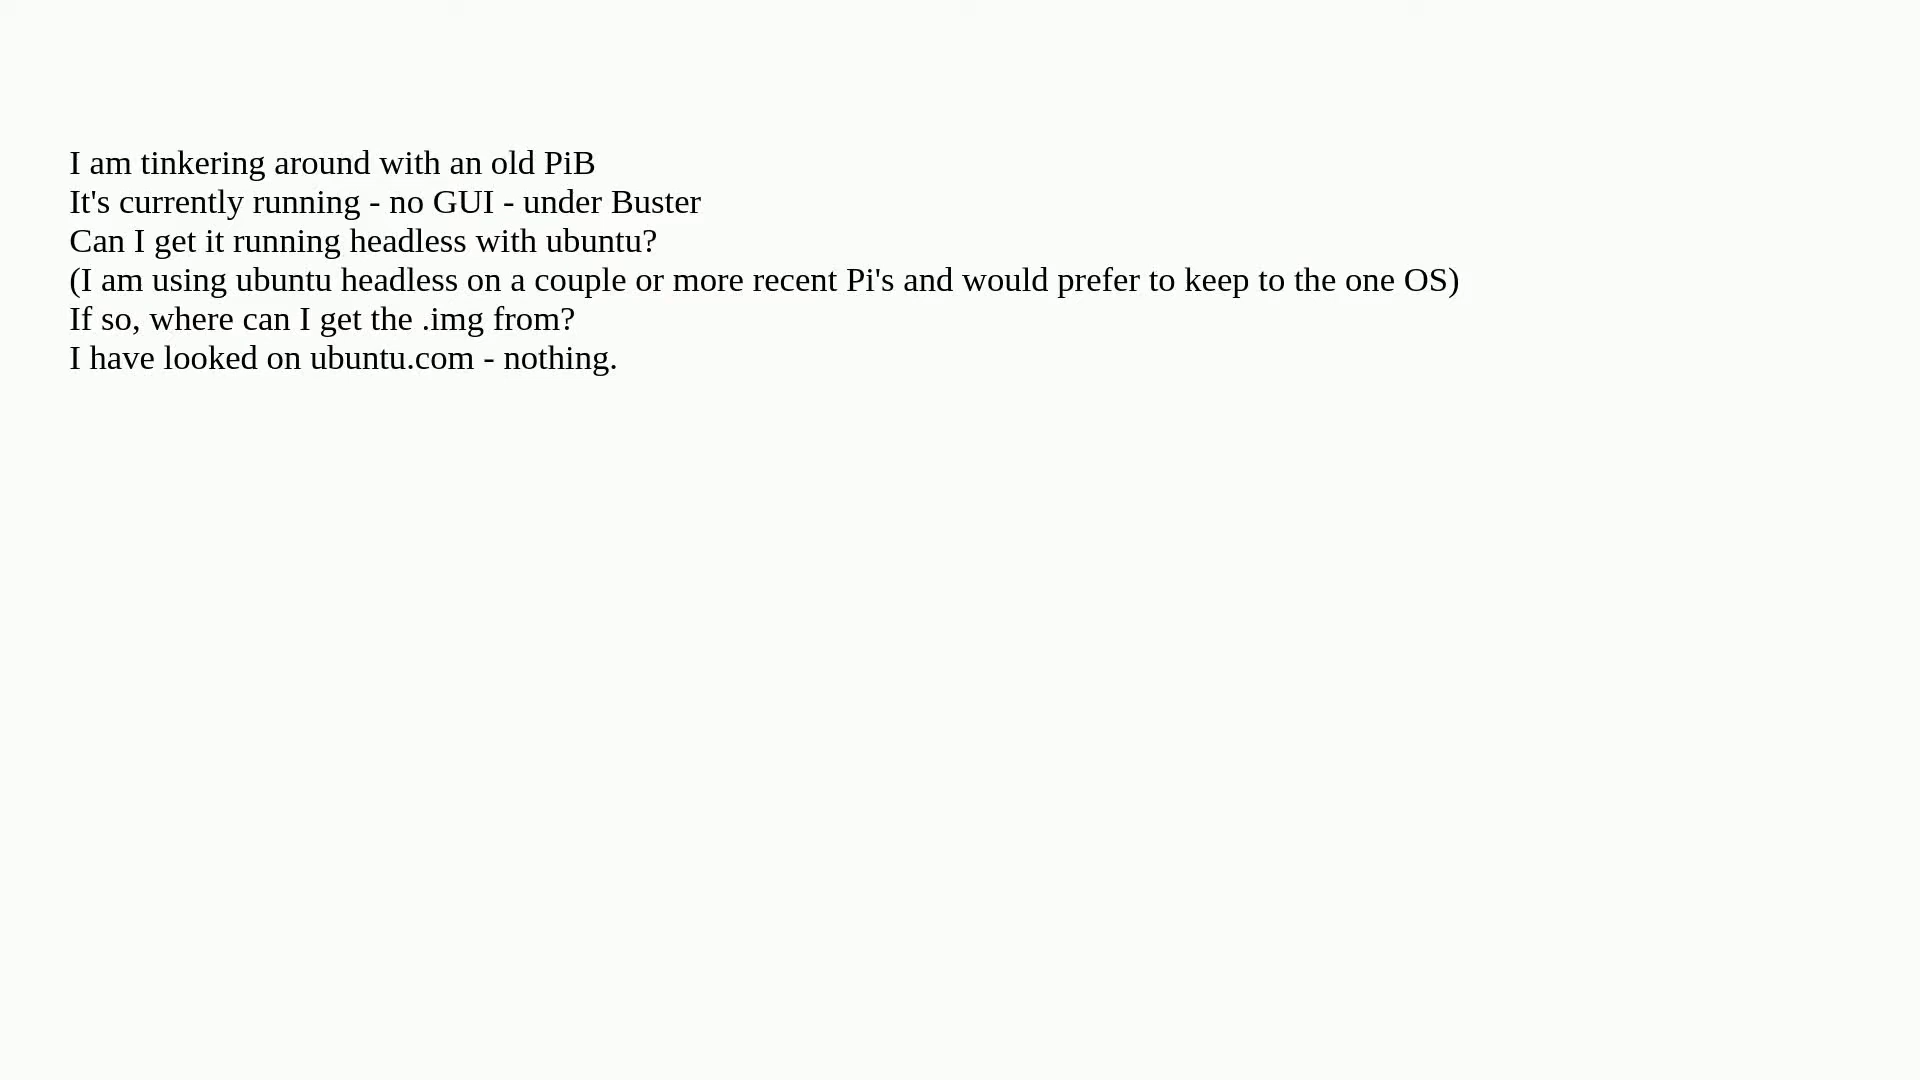 I am tinkering around with an old PiB
It's currently running - no GUI - under Buster
Can I get it running headless with ubuntu?
(I am using ubuntu headless on a couple or more recent Pi's and would prefer to keep to the one OS)
If so, where can I get the .img from?
I have looked on ubuntu.com - nothing.